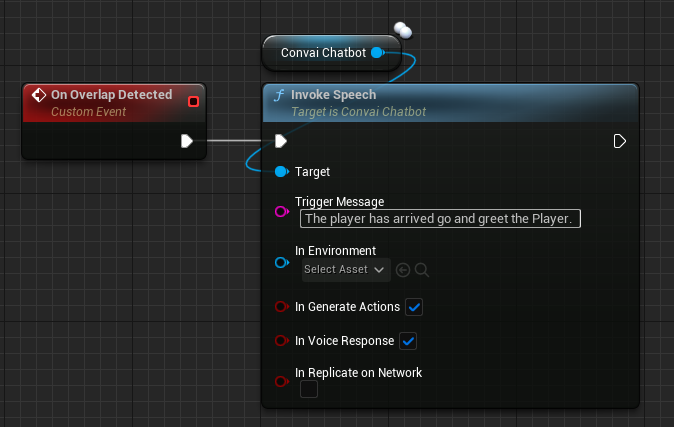 Convai Chatbot
On Overlap Detected
Custom Event
f Invoke Speech
Target is Convai Chatbot
Target
Trigger Message
The player has arrived go and greet the Player.
In Environment
Select Asset
In Generate Actions
In Voice Response
In Replicate on Network